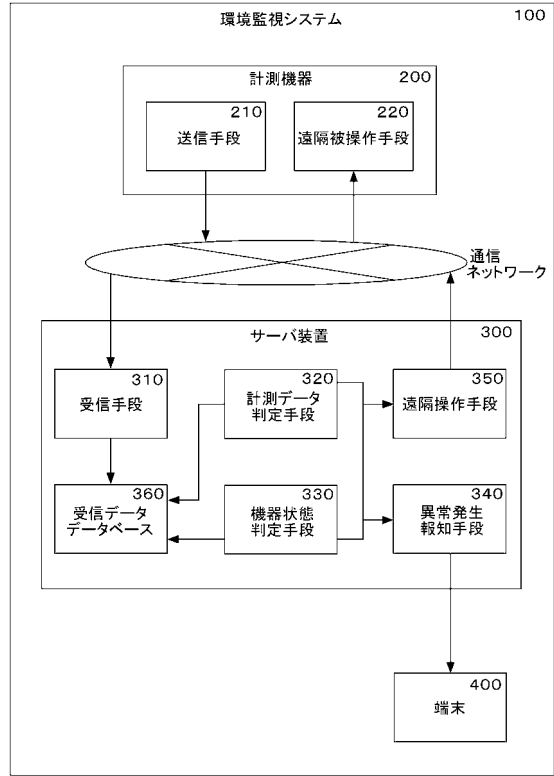 環境監視システム
100
計測機器
200
210
送信手段
220
遠隔被操作手段
通信
ネットワーク
サーバ装置
300
310
受信手段
320
計測データ
判定手段
350
遠隔操作手段
360
受信データ
データベース
330
機器状態
判定手段
340
異常発生
報知手段
400
端末